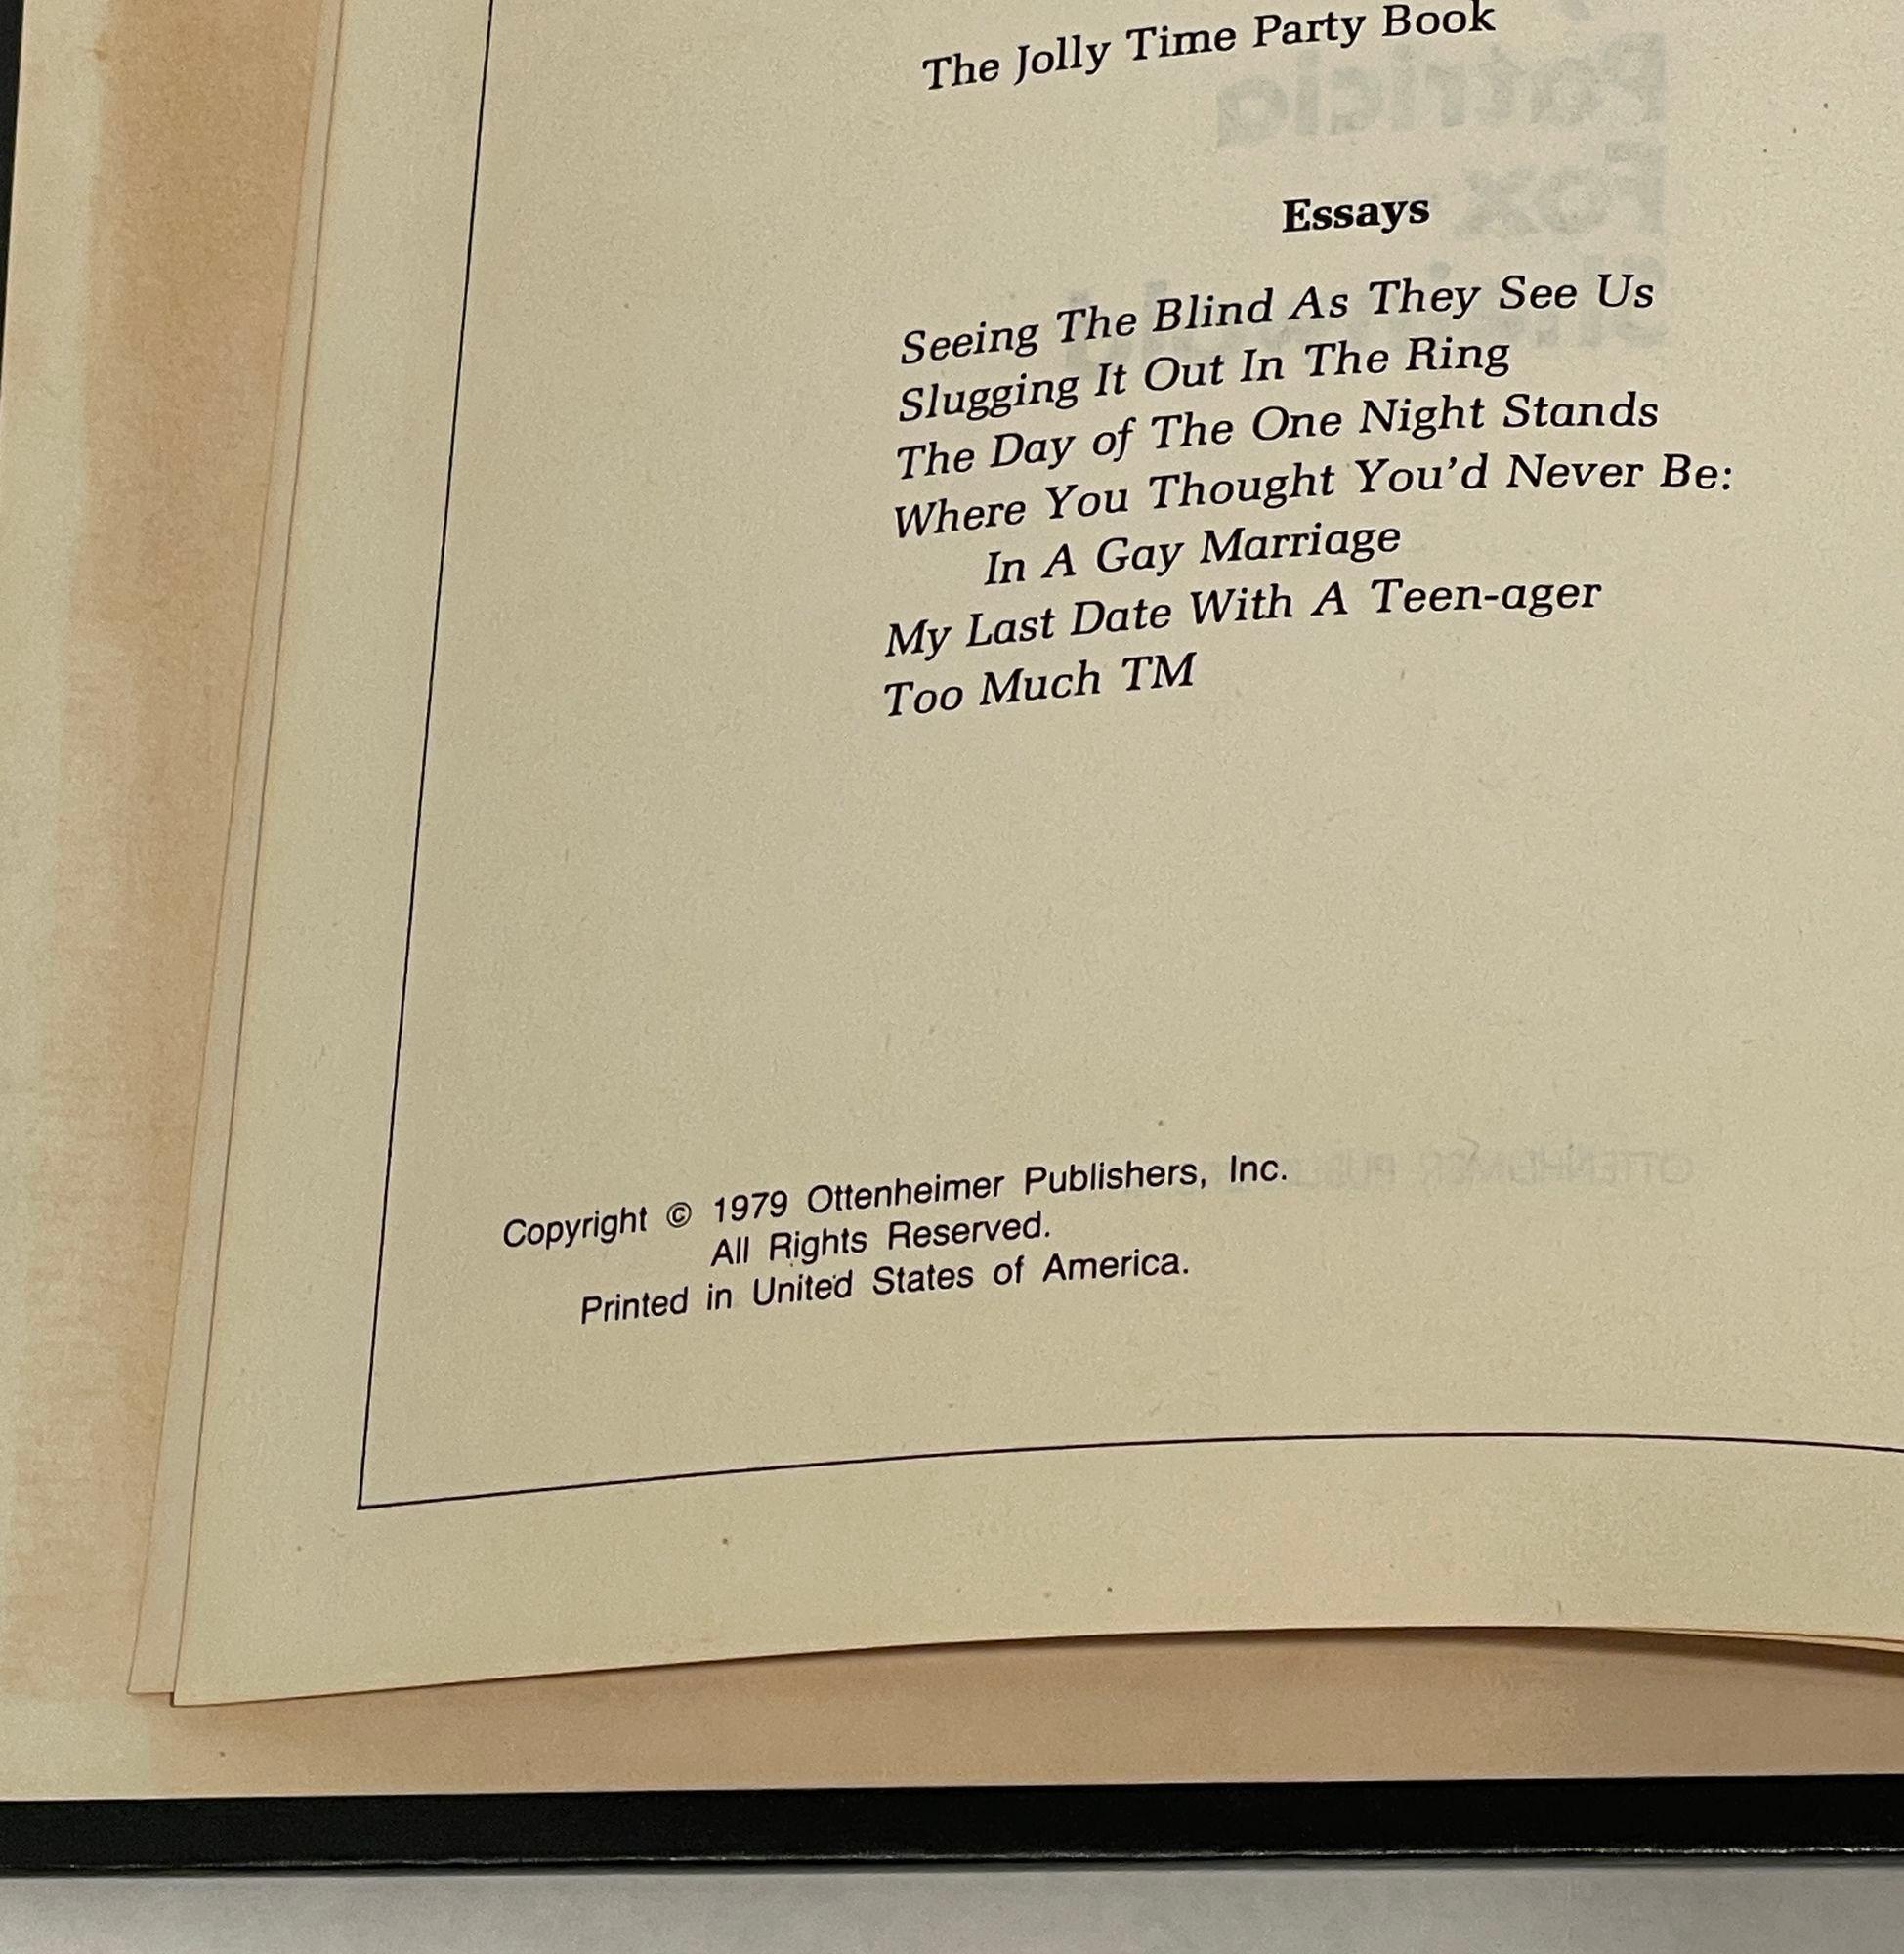 The Jolly Time Party Book
Essays
Seeing The Blind As They See Us
Slugging It Out In The Ring
The Day of The One Night Stands
Where You Thought You'd Never Be:
In A Gay Marriage
My Last Date With A Teen-ager
Too Much TM
Copyright © 1979 Ottenheimer Publishers, Inc.
All Rights Reserved.
Printed in United States of America.